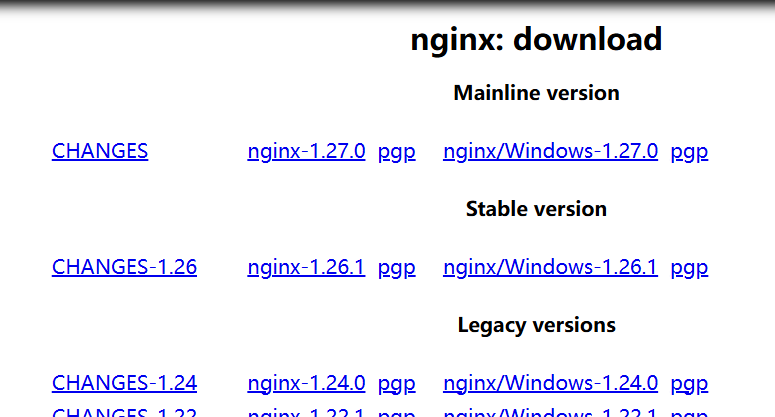 nginx: download
Mainline version
CHANGES nginx-1.27.0 pgp nginx/Windows-1.27.0 pgp
Stable version
CHANGES-1.26 nginx-1.26.1 pgp nginx/Windows-1.26.1 pgp
Legacy versions
CHANGES-1.24 nginx-1.24.0 pgp nginx/Windows-1.24.0 pgp
CHANGES-1.22 nginx-1.22.1 pgp nginx/Windows-1.22.1 pgp